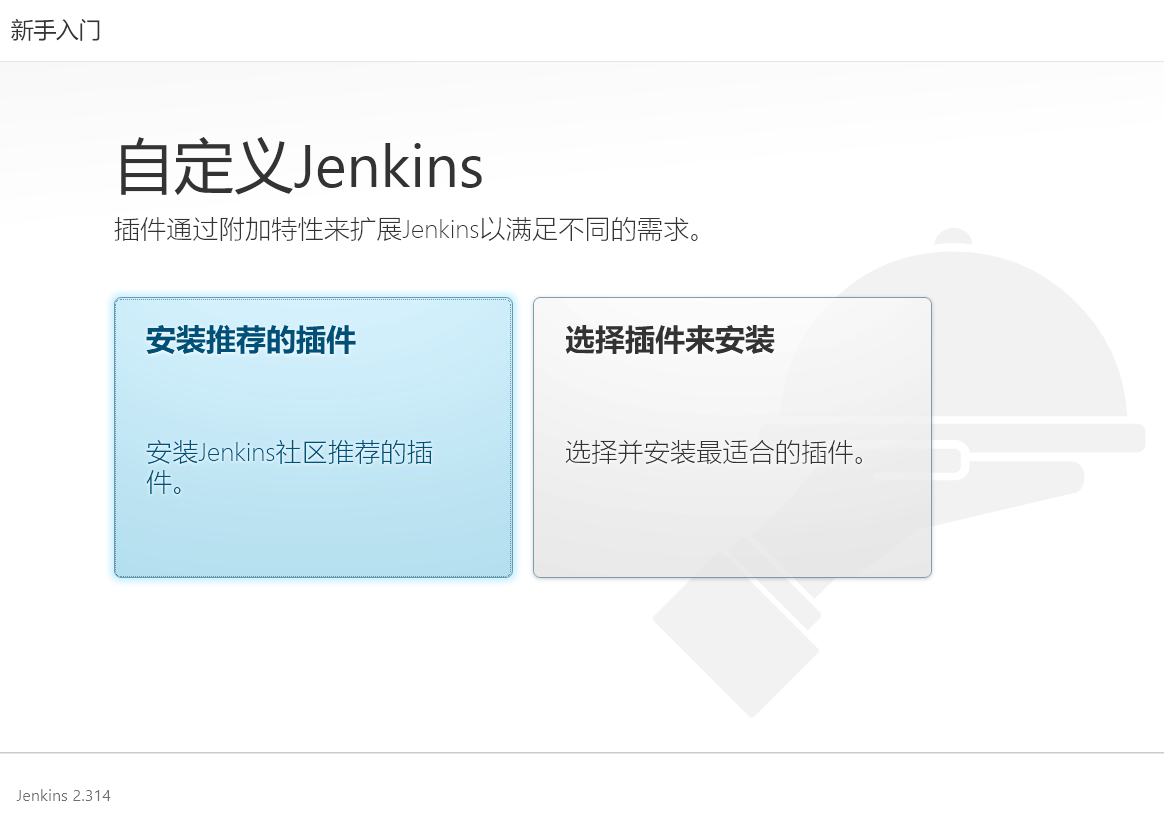 新手入门
自定义Jenkins
插件通过附加特性来扩展Jenkins以满足不同的需求。
安装推荐的插件
安装Jenkins社区推荐的插
件。
选择插件来安装
选择并安装最适合的插件。
Jenkins 2.314